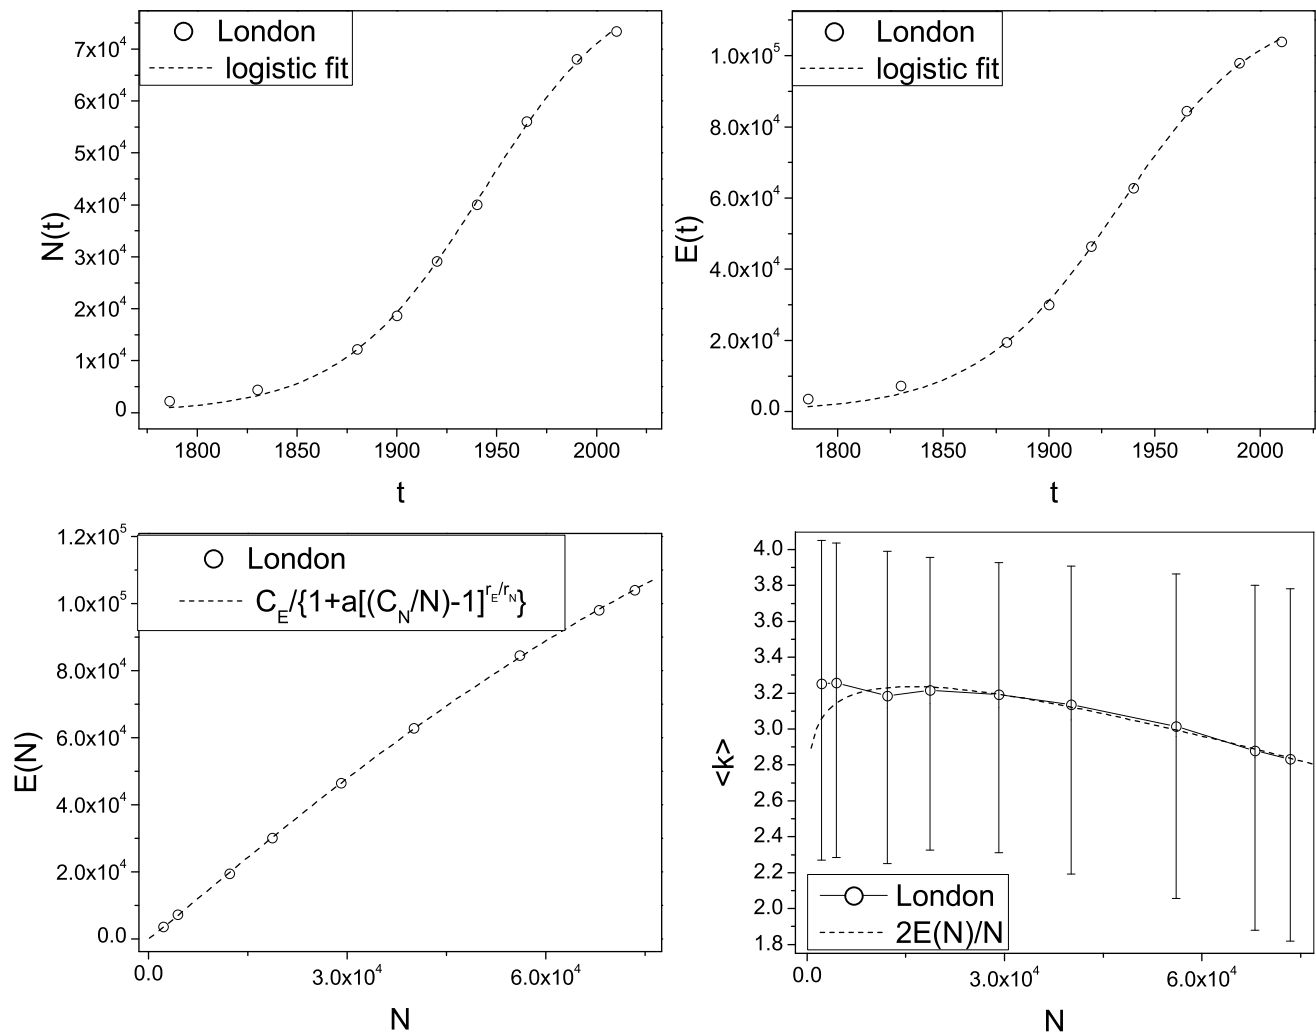 London
logistic fit
7x10^4
6x10^4
5x10^4
4x10^4
3x10^4
2x10^4
1x10^4
0
N(t)
1800 1850 1900 1950 2000
t
London
logistic fit
1.0x10^5
8.0x10^4
6.0x10^4
4.0x10^4
2.0x10^4
0.0
E(t)
1800 1850 1900 1950 2000
t
London
C_E/{1+a[(C_N/N)-1]^{r_E/r_N}}
1.2x10^5
1.0x10^5
8.0x10^4
6.0x10^4
4.0x10^4
2.0x10^4
0.0
E(N)
0.0 3.0x10^4 6.0x10^4
N
4.0
3.8
3.6
3.4
3.2
3.0
2.8
2.6
2.4
2.2
2.0
1.8
<k>
London
2E(N)/N
0.0 3.0x10^4 6.0x10^4
N